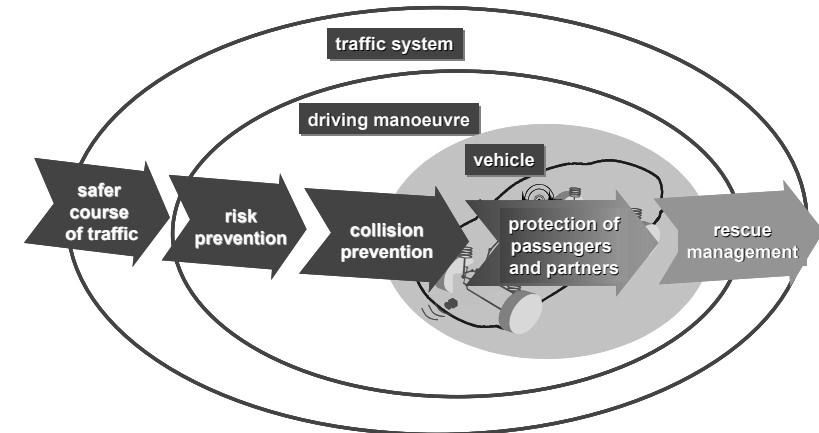 traffic system
driving manoeuvre
vehicle
safer
course
of traffic
risk
prevention
collision
prevention
protection of
passengers
and partners
rescue
management